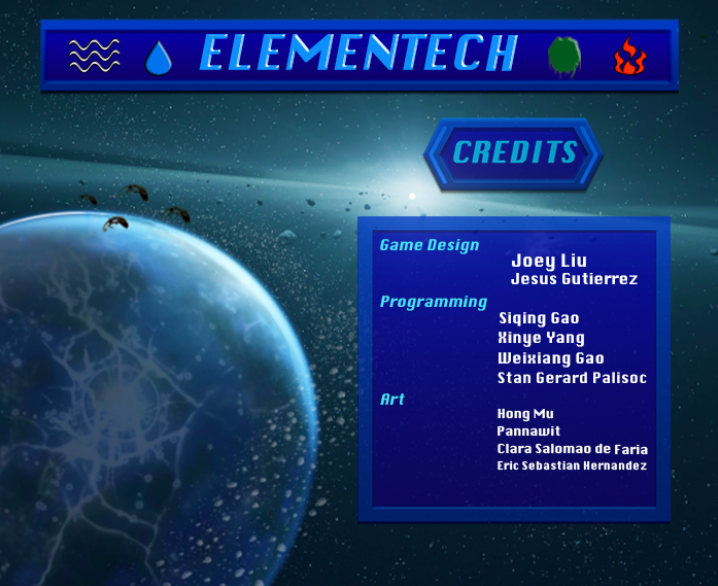 ELEMENTECH
CREDITS
Game Design
Joey Liu
Jesus Gutierrez
Programming
Siqing Gao
Xinye Yang
Weixiang Gao
Stan Gerard Palisoc
Art
Hong Mu
Pannawit
Clara Salomao de Faria
Eric Sebastian Hernandez